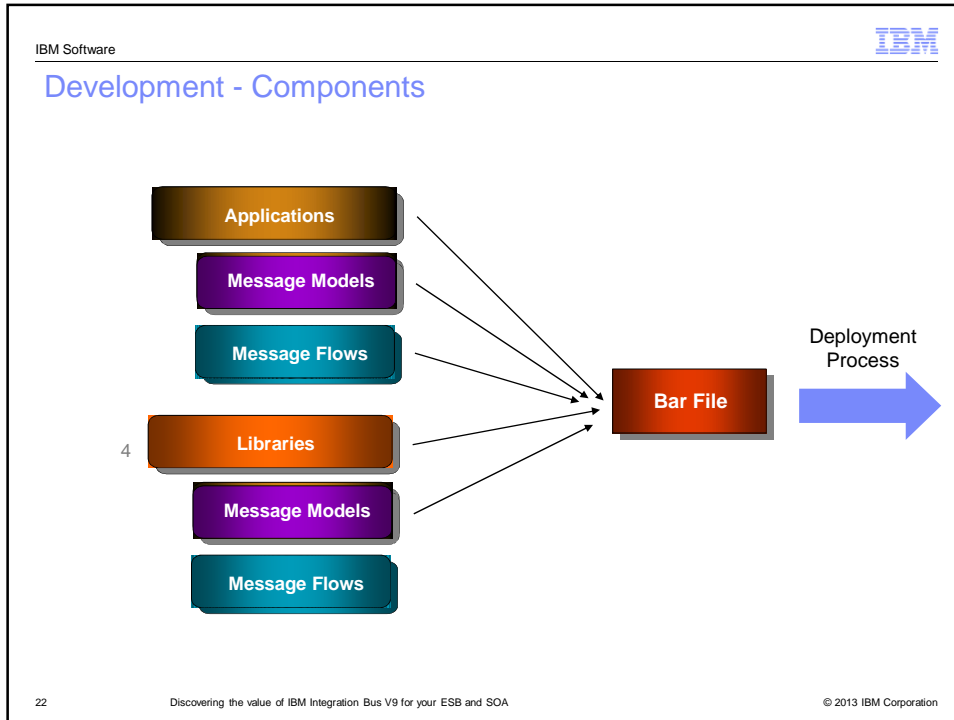 IBM Software
IBM
Development - Components
Applications
Message Models
Message Flows
4
Libraries
Message Models
Message Flows
Bar File
Deployment
Process
22
Discovering the value of IBM Integration Bus V9 for your ESB and SOA
© 2013 IBM Corporation